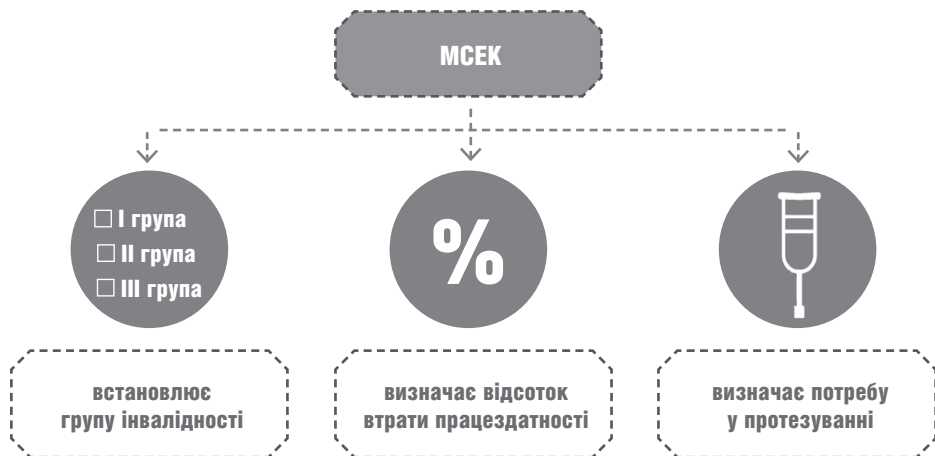 МСЕК
☐ I група
☐ II група
☐ III група
%
встановлює
групу інвалідності
визначає відсоток
втрати працездатності
визначає потребу
у протезуванні